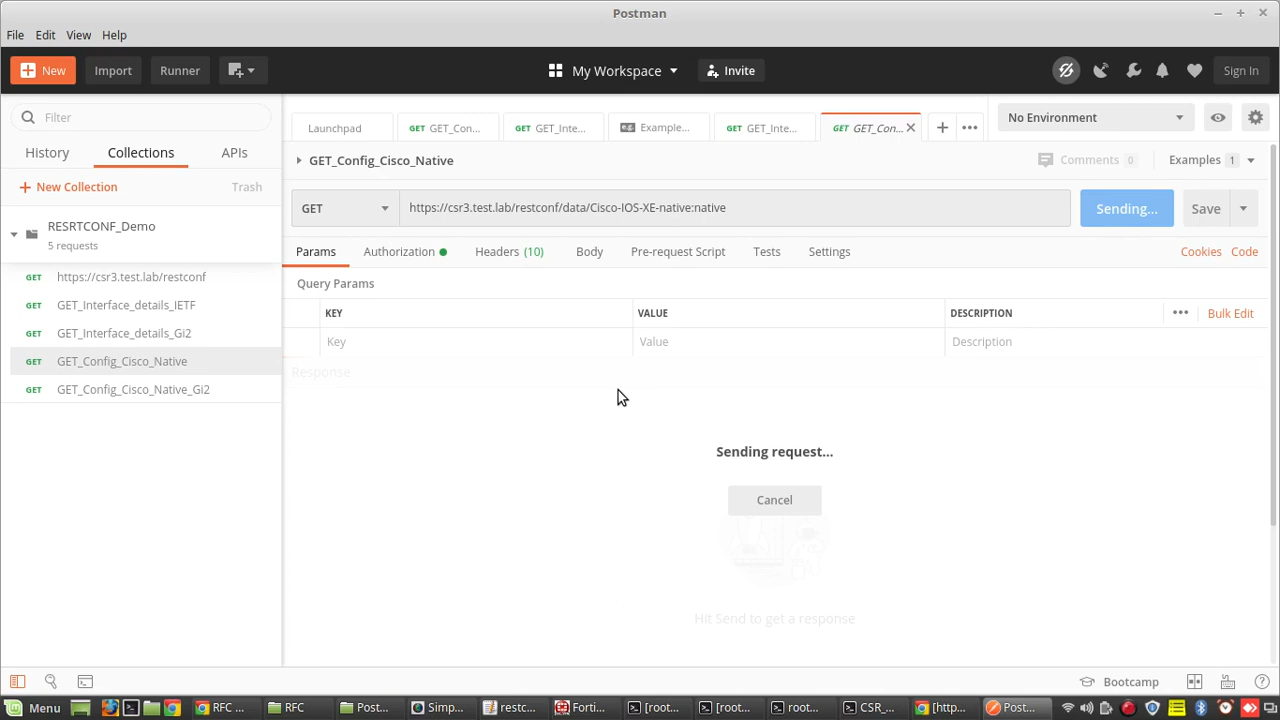 Postman
File Edit View Help
New Import Runner My Workspace Invite Sign In
Filter
History Collections APIs
New Collection Trash
RESRTCONF_Demo
5 requests
GET https://csr3.test.lab/restconf
GET GET_Interface_details_IETF
GET GET_Interface_details_Gi2
GET GET_Config_Cisco_Native
GET GET_Config_Cisco_Native_Gi2
Launchpad GET GET_Con... GET GET_Inte... Example... GET GET_Inte... GET GET_Con... No Environment
GET_Config_Cisco_Native Comments 0 Examples 1
GET https://csr3.test.lab/restconf/data/Cisco-IOS-XE-native:native Sending... Save
Params Authorization Headers (10) Body Pre-request Script Tests Settings Cookies Code
Query Params
KEY VALUE DESCRIPTION Bulk Edit
Key Value Description
Response
Sending request...
Cancel
Hit Send to get a response
Bootcamp
Menu RFC ... RFC Post... Simp... restc... Forti... [root... [root... root... CSR_... [http... Post...